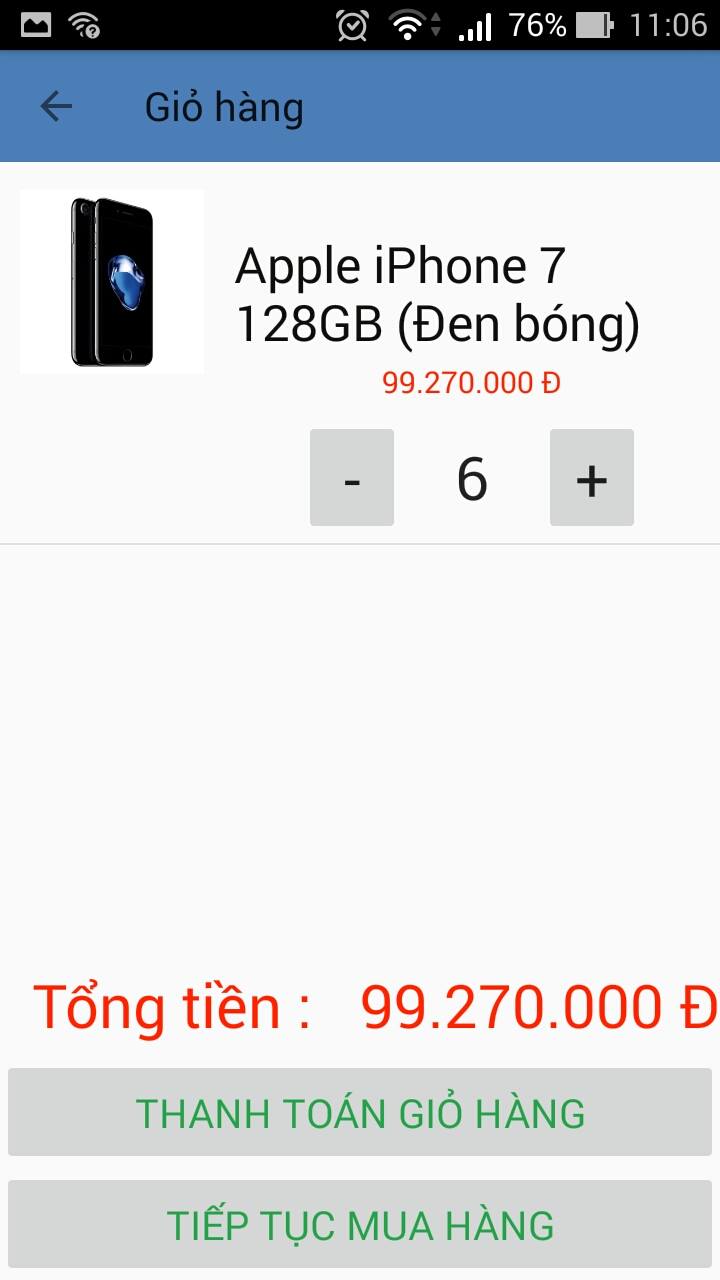 76% 11:06
Giỏ hàng
Apple iPhone 7
128GB (Đen bóng)
99.270.000 Đ
- 6 +
Tổng tiền : 99.270.000 Đ
THANH TOÁN GIỎ HÀNG
TIẾP TỤC MUA HÀNG